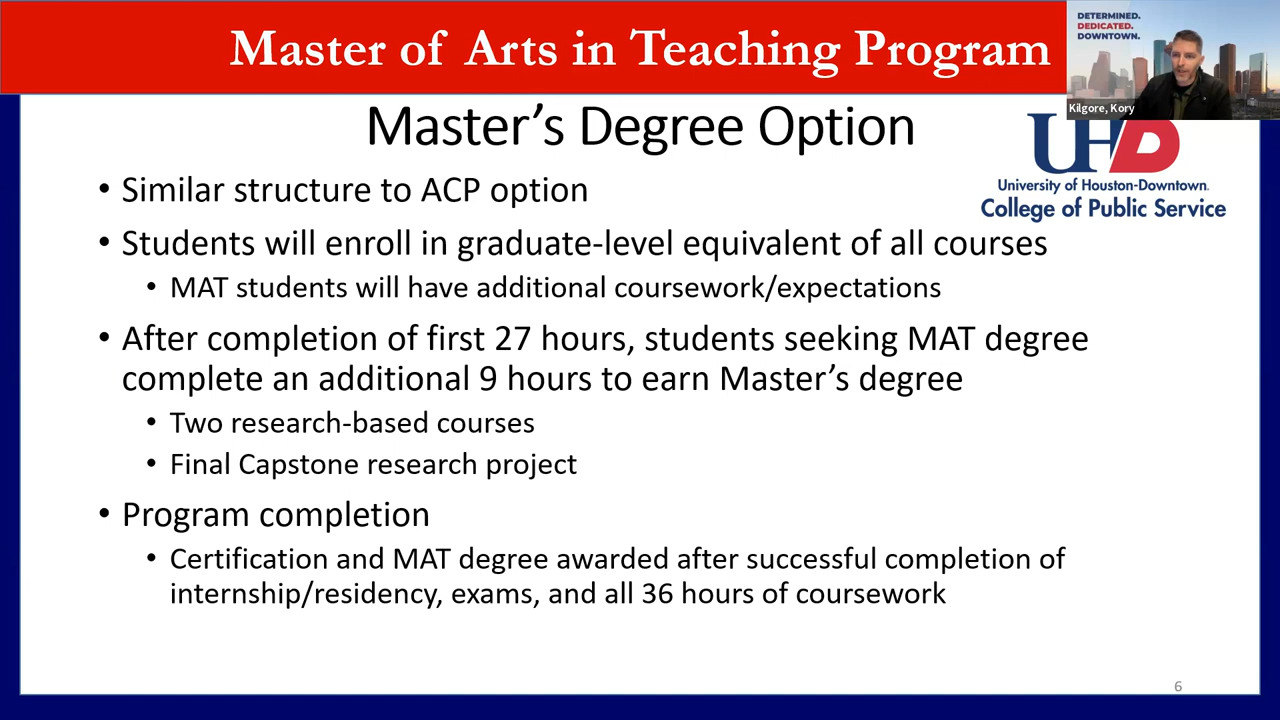 Master of Arts in Teaching Program
DETERMINED.
DEDICATED.
DOWNTOWN.
Kilgore, Kory
Master's Degree Option
UHD
University of Houston-Downtown.
College of Public Service
• Similar structure to ACP option
• Students will enroll in graduate-level equivalent of all courses
• MAT students will have additional coursework/expectations
• After completion of first 27 hours, students seeking MAT degree
complete an additional 9 hours to earn Master's degree
• Two research-based courses
• Final Capstone research project
• Program completion
• Certification and MAT degree awarded after successful completion of
internship/residency, exams, and all 36 hours of coursework
6